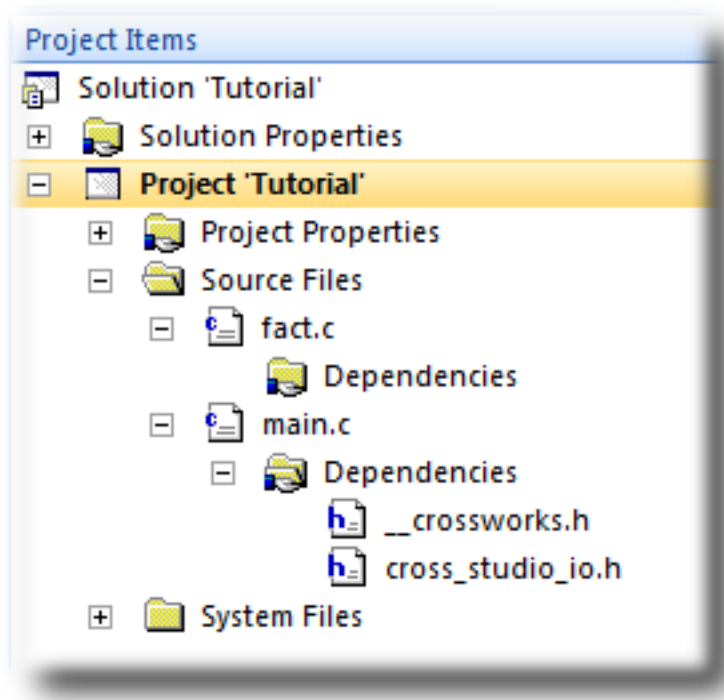 Project Items
Solution 'Tutorial'
Solution Properties
Project 'Tutorial'
Project Properties
Source Files
fact.c
Dependencies
main.c
Dependencies
__crossworks.h
cross_studio_io.h
System Files